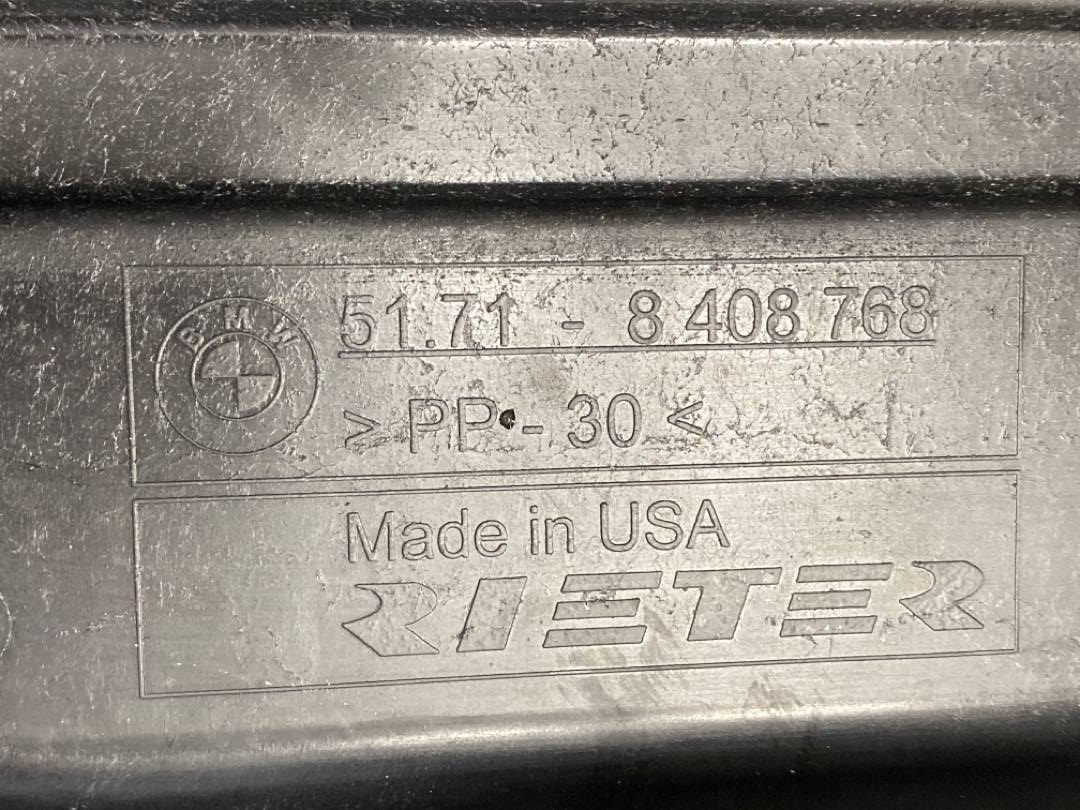 BMW
51.71 - 8 408 768
> PP - 30 <
Made in USA
RIETER